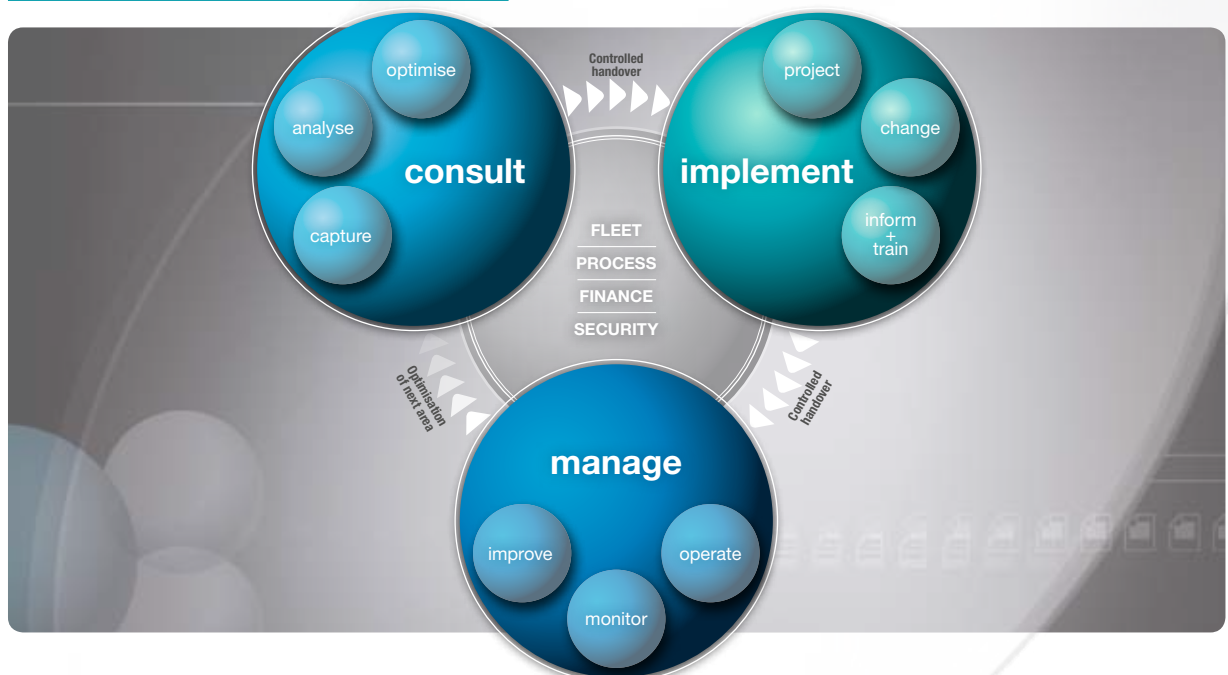 optimise
analyse
consult
capture
Controlled
handover
project
change
implement
inform
+
train
FLEET
PROCESS
FINANCE
SECURITY
Optimisation
of next area
Controlled
handover
manage
improve
operate
monitor